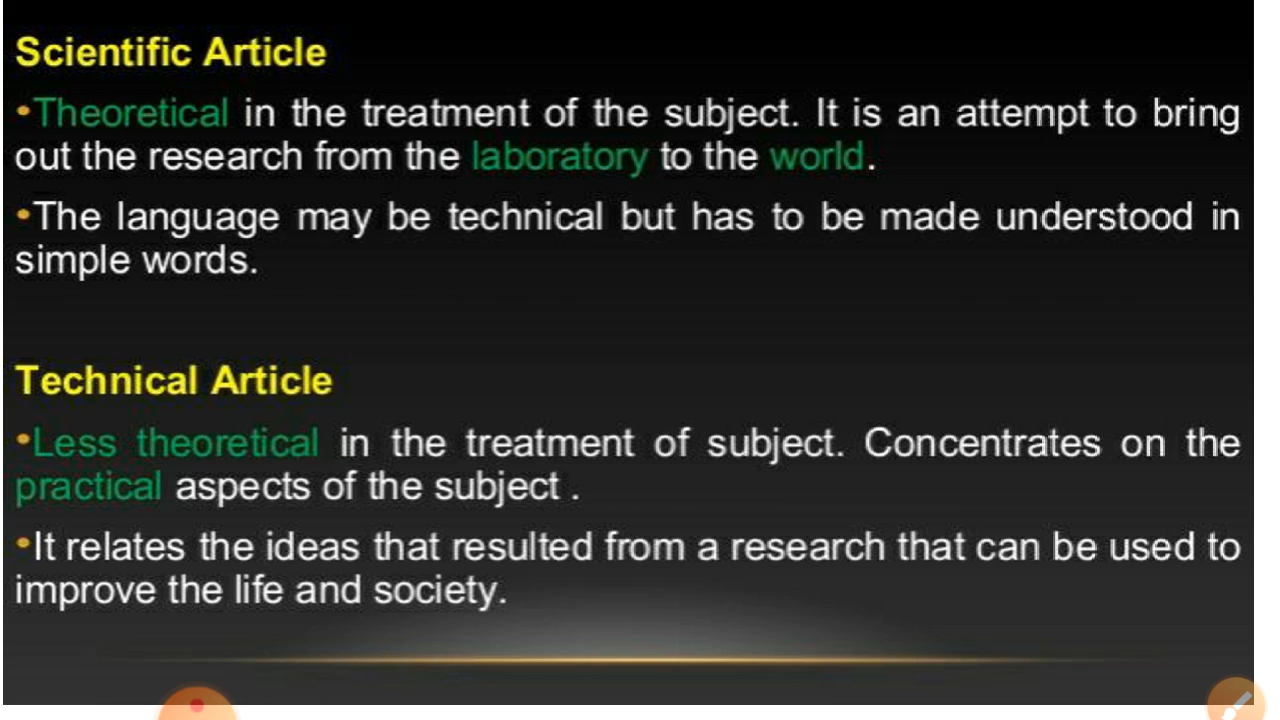 Scientific Article
•Theoretical in the treatment of the subject. It is an attempt to bring
out the research from the laboratory to the world.
•The language may be technical but has to be made understood in
simple words.
Technical Article
•Less theoretical in the treatment of subject. Concentrates on the
practical aspects of the subject .
•It relates the ideas that resulted from a research that can be used to
improve the life and society.